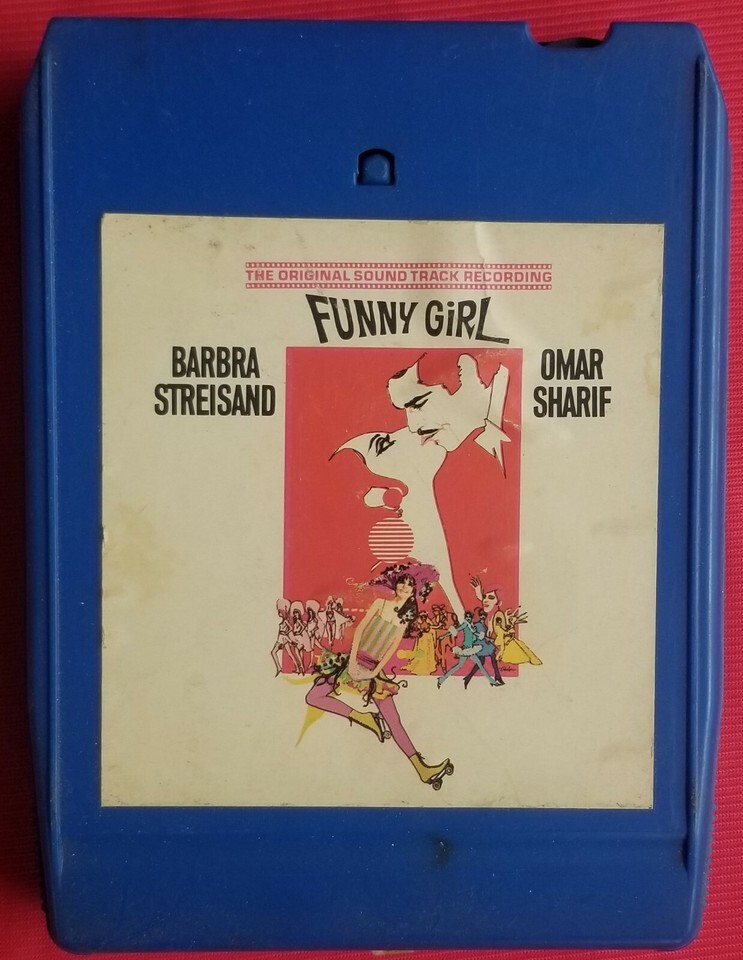 THE ORIGINAL SOUND TRACK RECORDING
FUNNY GiRL
BARBRA
STREISAND
OMAR
SHARIF